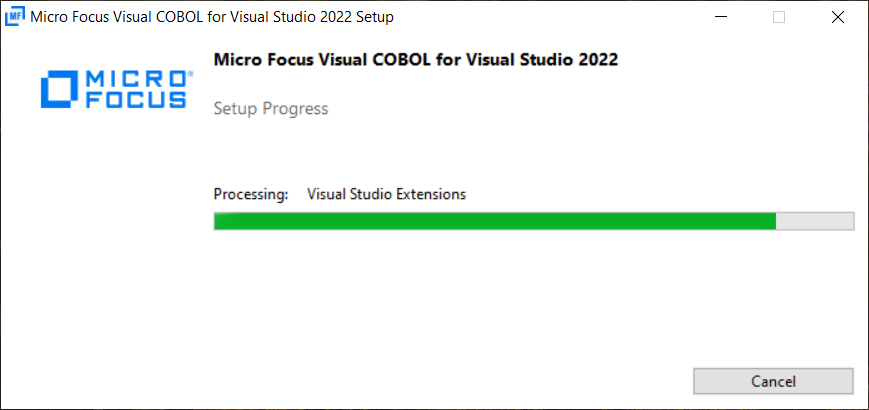 MF Micro Focus Visual COBOL for Visual Studio 2022 Setup
MICRO®
FOCUS
Micro Focus Visual COBOL for Visual Studio 2022
Setup Progress
Processing: Visual Studio Extensions
Cancel